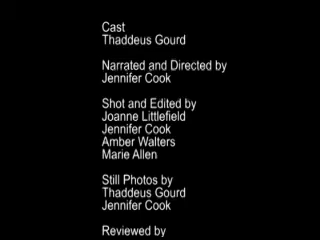 Cast
Thaddeus Gourd
Narrated and Directed by
Jennifer Cook
Shot and Edited by
Joanne Littlefield
Jennifer Cook
Amber Walters
Marie Allen
Still Photos by
Thaddeus Gourd
Jennifer Cook
Reviewed by